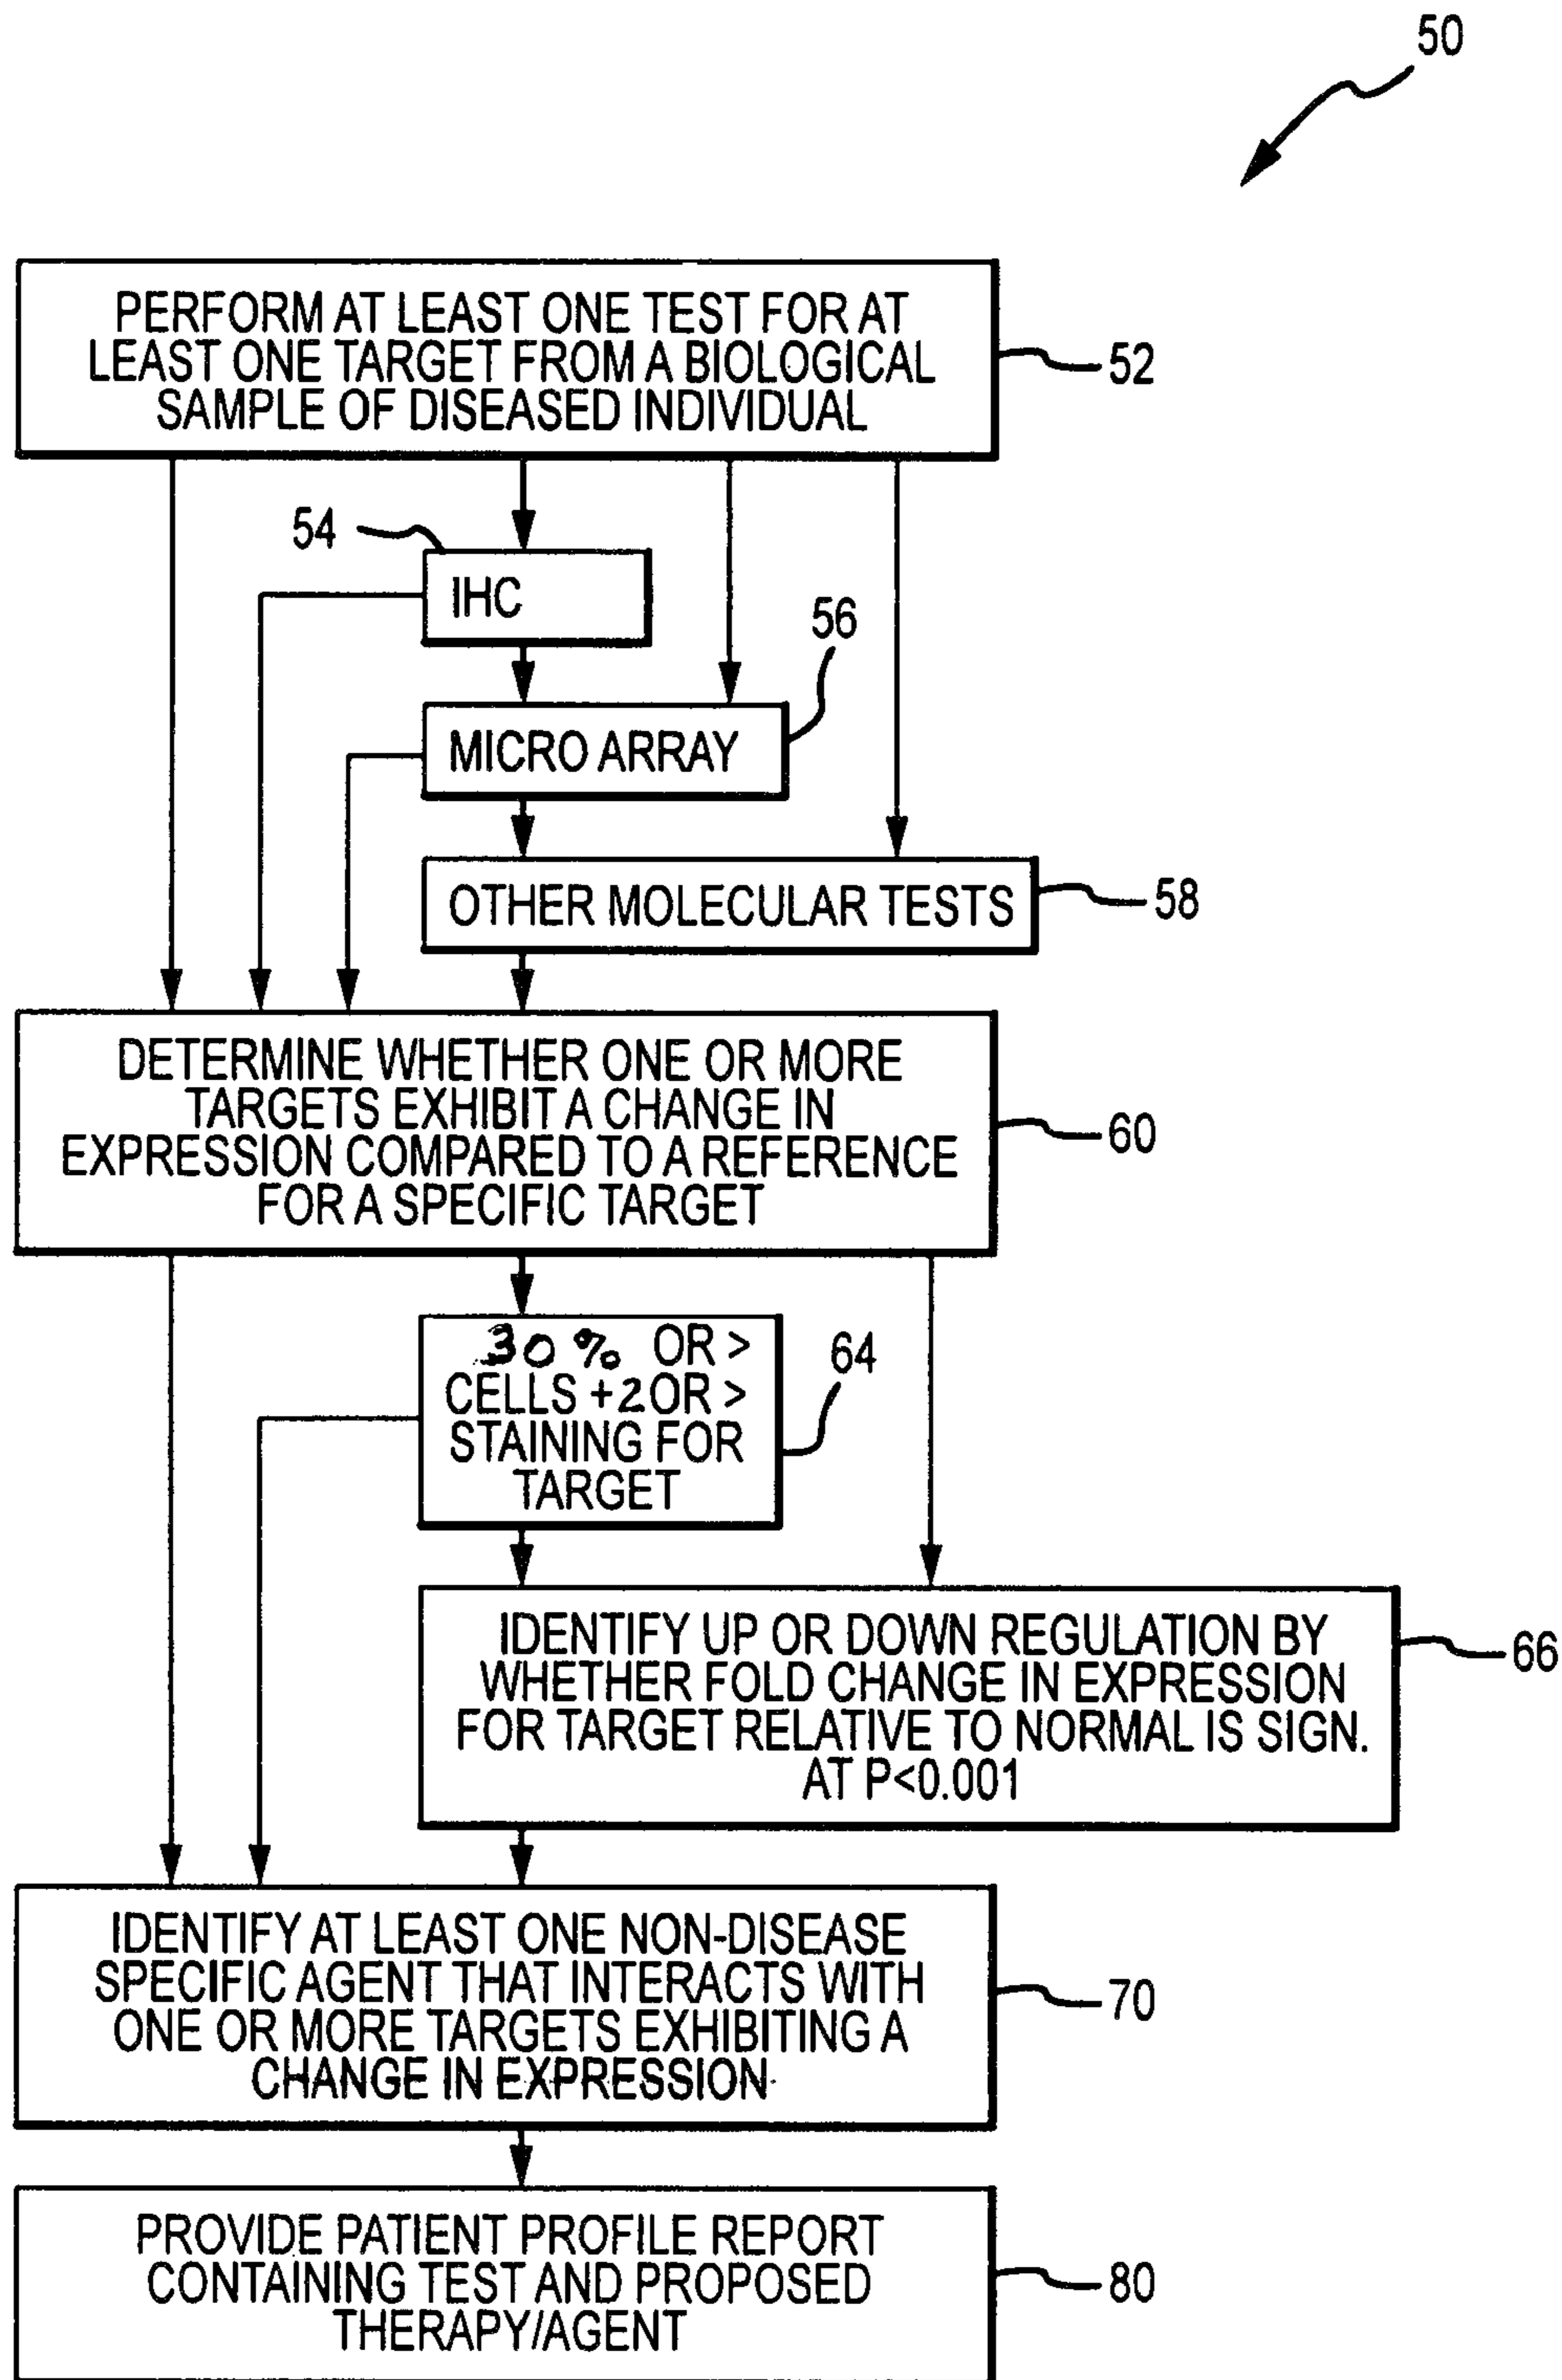 50
PERFORM AT LEAST ONE TEST FOR AT
LEAST ONE TARGET FROM A BIOLOGICAL
SAMPLE OF DISEASED INDIVIDUAL
52
54
IHC
56
MICRO ARRAY
OTHER MOLECULAR TESTS
58
DETERMINE WHETHER ONE OR MORE
TARGETS EXHIBIT A CHANGE IN
EXPRESSION COMPARED TO A REFERENCE
FOR A SPECIFIC TARGET
60
30% OR >
CELLS +2 OR >
STAINING FOR
TARGET
64
IDENTIFY UP OR DOWN REGULATION BY
WHETHER FOLD CHANGE IN EXPRESSION
FOR TARGET RELATIVE TO NORMAL IS SIGN.
AT P<0.001
66
IDENTIFY AT LEAST ONE NON-DISEASE
SPECIFIC AGENT THAT INTERACTS WITH
ONE OR MORE TARGETS EXHIBITING A
CHANGE IN EXPRESSION
70
PROVIDE PATIENT PROFILE REPORT
CONTAINING TEST AND PROPOSED
THERAPY/AGENT
80